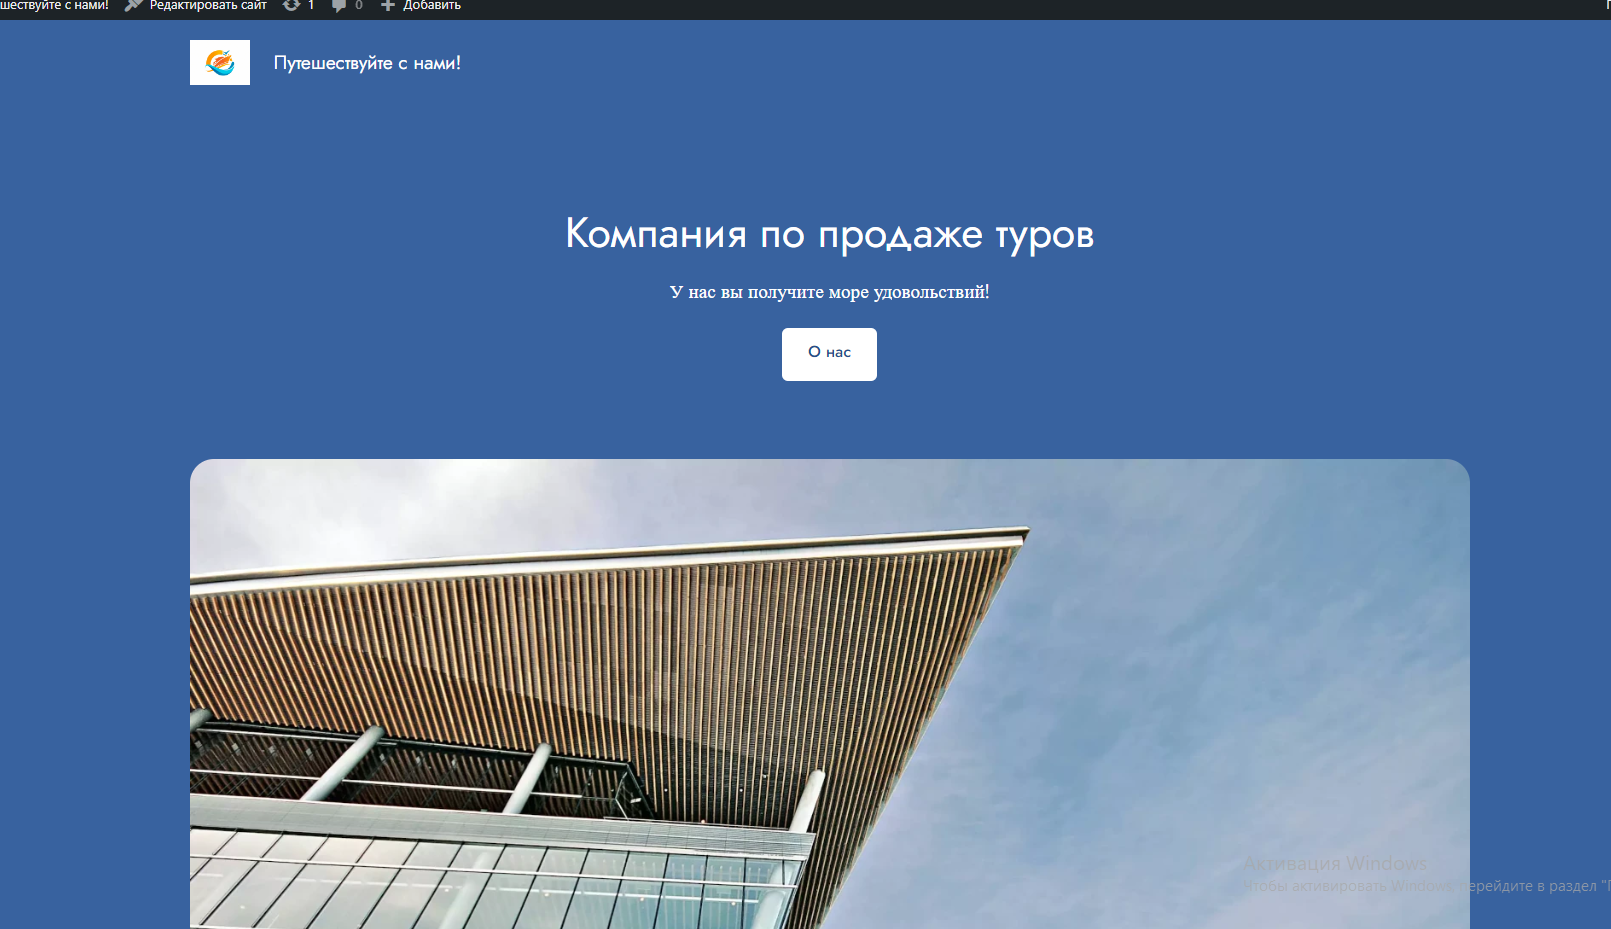 шествуйте с нами! Редактировать сайт 1 0 Добавить
Путешествуйте с нами!
Компания по продаже туров
У нас вы получите море удовольствий!
О нас
Активация Windows
Чтобы активировать Windows, перейдите в раздел "П